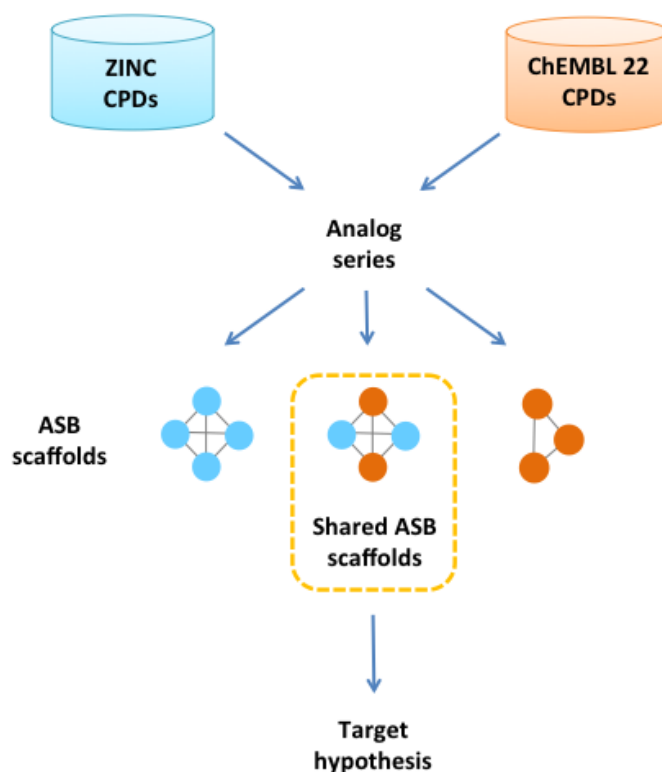 ZINC
CPDs
ChEMBL 22
CPDs
Analog
series
ASB
scaffolds
Shared ASB
scaffolds
Target
hypothesis